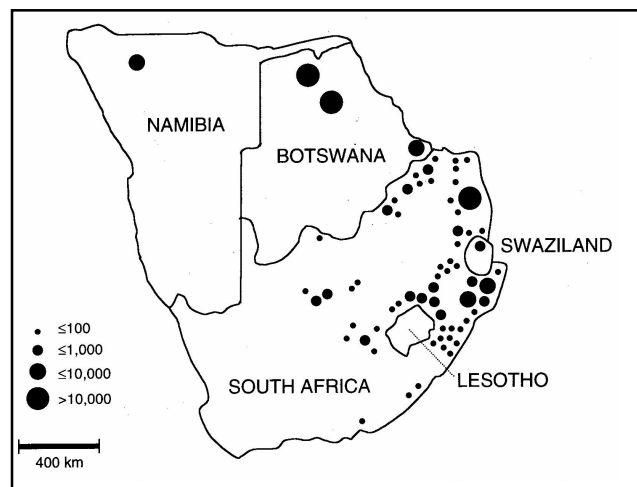 NAMIBIA
BOTSWANA
SWAZILAND
≤100
≤1,000
≤10,000
>10,000
SOUTH AFRICA
LESOTHO
400 km